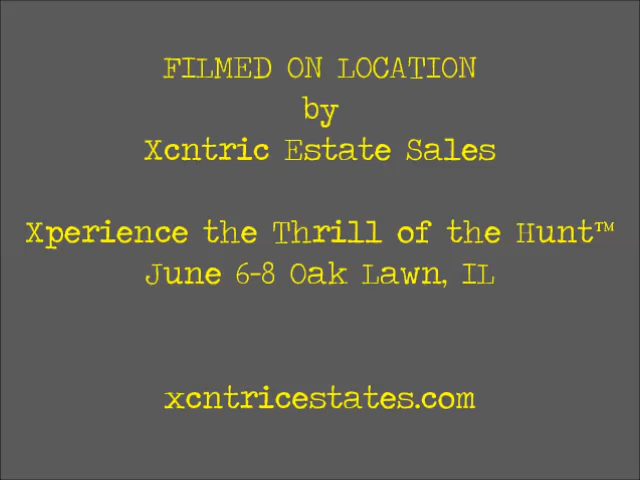 FILMED ON LOCATION
by
Xcntric Estate Sales
Xperience the Thrill of the Hunt™
June 6-8 Oak Lawn, IL
xcntricestates.com